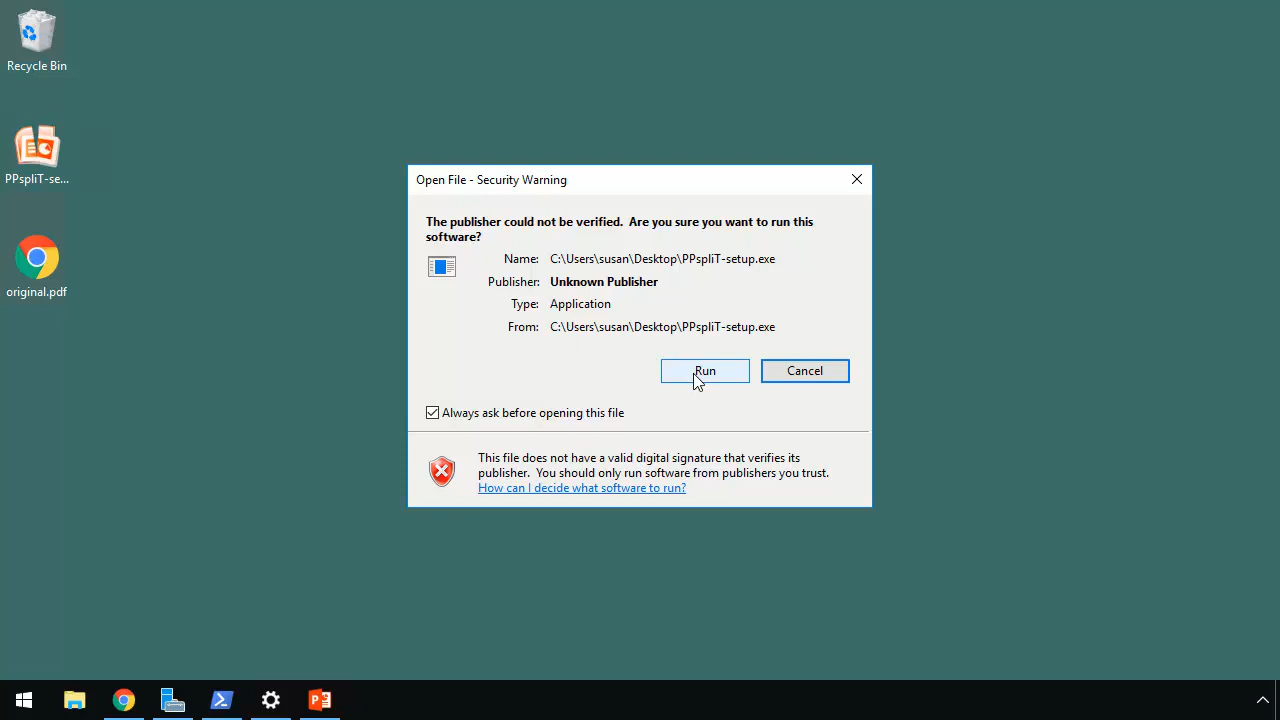 Recycle Bin
PPspliT-se...
original.pdf
Open File - Security Warning
The publisher could not be verified. Are you sure you want to run this
software?
Name: C:\Users\susan\Desktop\PPspliT-setup.exe
Publisher: Unknown Publisher
Type: Application
From: C:\Users\susan\Desktop\PPspliT-setup.exe
Run Cancel
Always ask before opening this file
This file does not have a valid digital signature that verifies its
publisher. You should only run software from publishers you trust.
How can I decide what software to run?